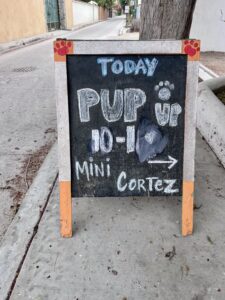 TODAY
PUP UP
10-1
MINI CORTEZ